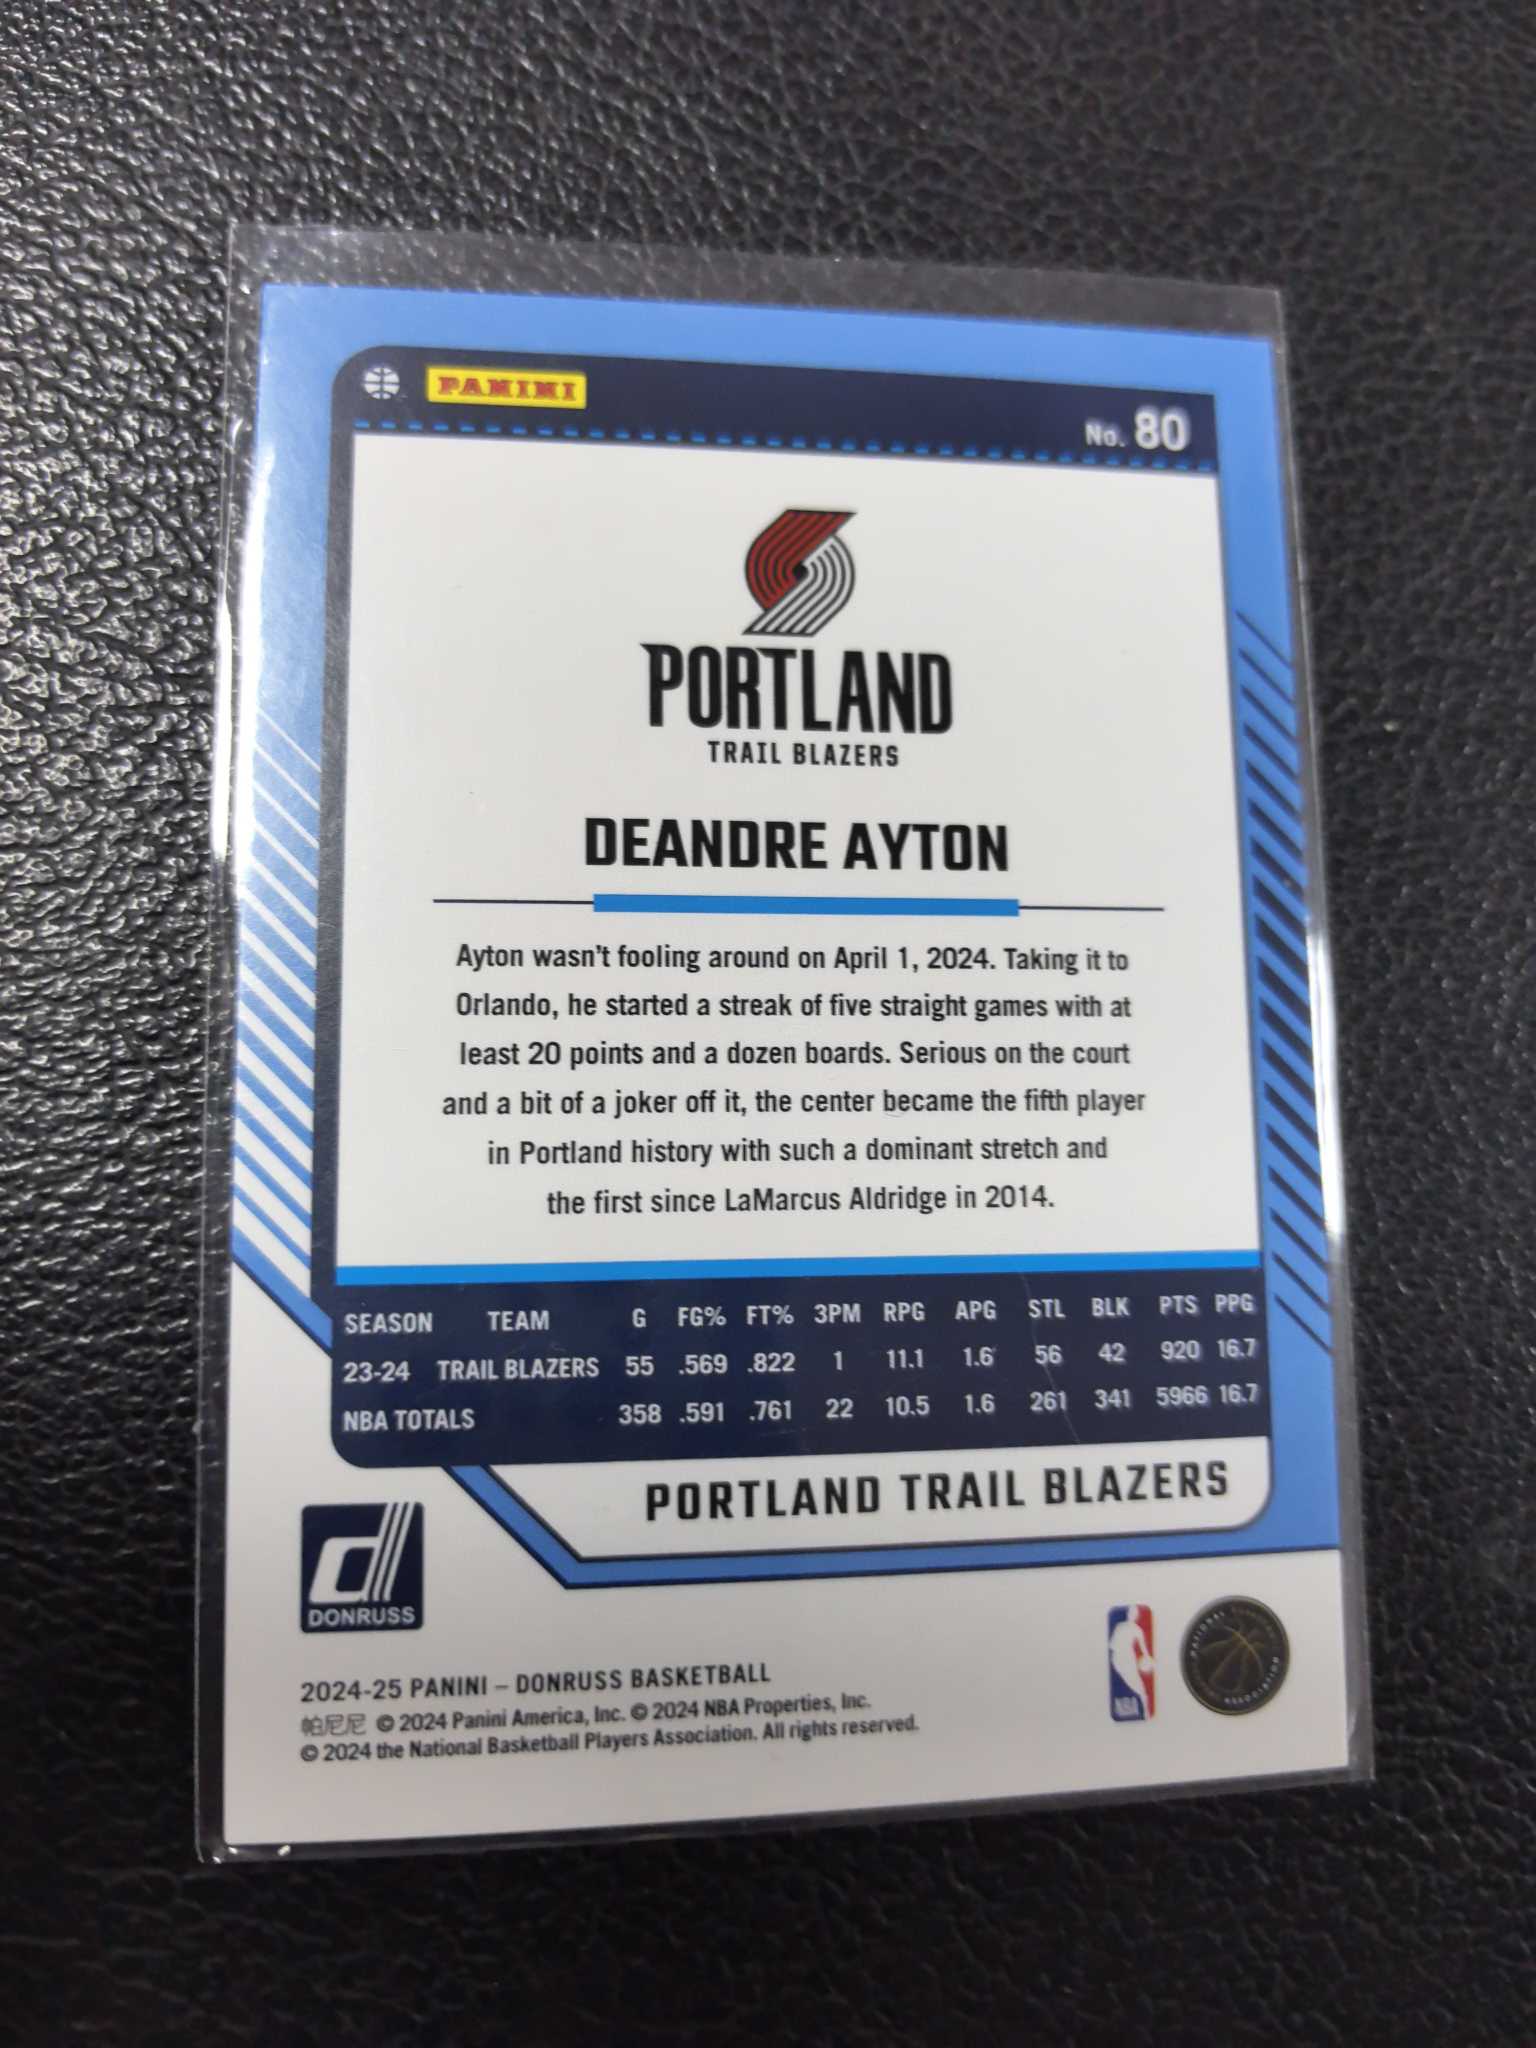 PANINI
No. 80
PORTLAND
TRAIL BLAZERS
DEANDRE AYTON
Ayton wasn't fooling around on April 1, 2024. Taking it to
Orlando, he started a streak of five straight games with at
least 20 points and a dozen boards. Serious on the court
and a bit of a joker off it, the center became the fifth player
in Portland history with such a dominant stretch and
the first since LaMarcus Aldridge in 2014.
SEASON TEAM G FG% FT% 3PM RPG APG STL BLK PTS PPG
23-24 TRAIL BLAZERS 55 .569 .822 1 11.1 1.6 56 42 920 16.7
NBA TOTALS 358 .591 .761 22 10.5 1.6 261 341 5966 16.7
PORTLAND TRAIL BLAZERS
d
DONRUSS
2024-25 PANINI – DONRUSS BASKETBALL
帕尼尼 © 2024 Panini America, Inc. © 2024 NBA Properties, Inc.
© 2024 the National Basketball Players Association. All rights reserved.
NBA
NATIONAL ASSOCIATION